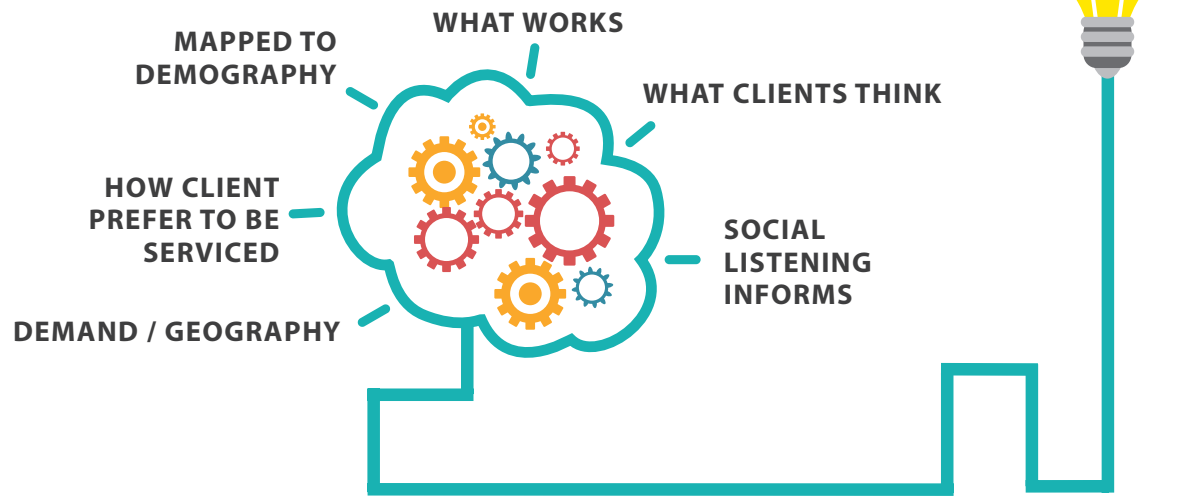 WHAT WORKS
MAPPED TO
DEMOGRAPHY
WHAT CLIENTS THINK
HOW CLIENT
PREFER TO BE
SERVICED
SOCIAL
LISTENING
INFORMS
DEMAND / GEOGRAPHY